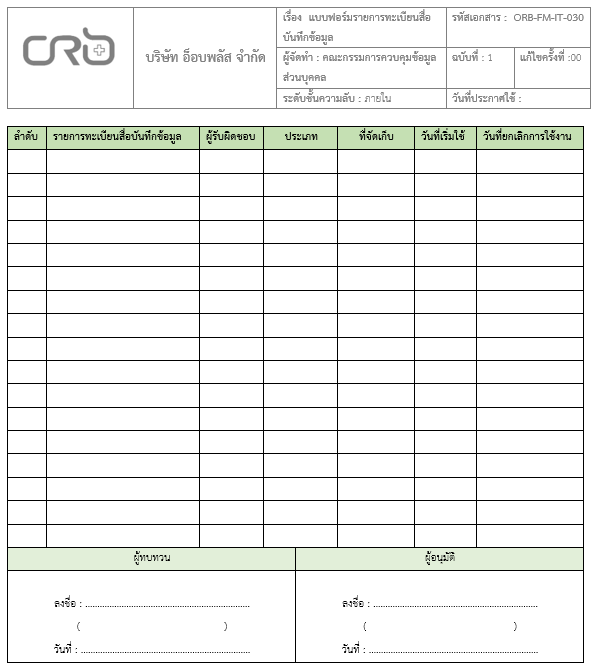 ORb
บริษัท อ็อบพลัส จำกัด
เรื่อง แบบฟอร์มรายการทะเบียนสื่อ
บันทึกข้อมูล
รหัสเอกสาร : ORB-FM-IT-030
ผู้จัดทำ : คณะกรรมการควบคุมข้อมูล
ส่วนบุคคล
ฉบับที่ : 1
แก้ไขครั้งที่ :00
ระดับชั้นความลับ : ภายใน
วันที่ประกาศใช้ :
ลำดับ รายการทะเบียนสื่อบันทึกข้อมูล ผู้รับผิดชอบ ประเภท ที่จัดเก็บ วันที่เริ่มใช้ วันที่ยกเลิกการใช้งาน
ผู้ทบทวน ผู้อนุมัติ
ลงชื่อ : ........................................................ ลงชื่อ : ........................................................
( ) ( )
วันที่ : ........................................................ วันที่ : ........................................................